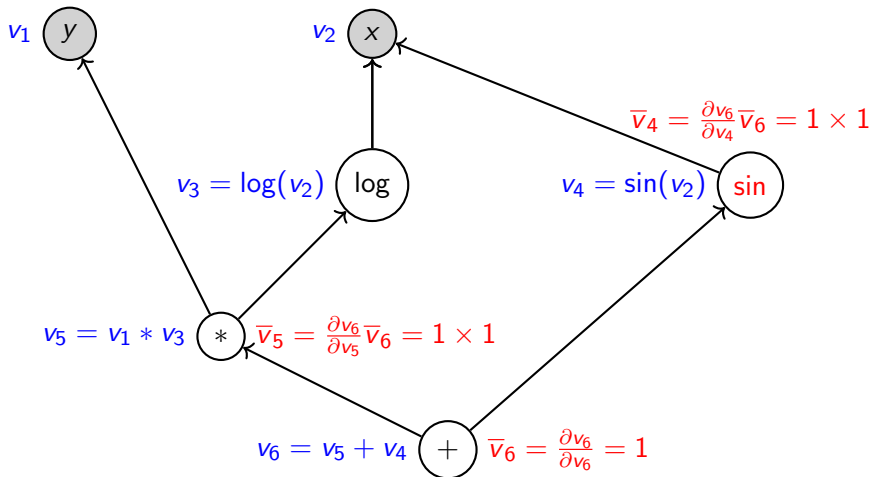 v₁ y v₂ x
v̅₄ = ∂v₆/∂v₄ v̅₆ = 1 × 1
v₃ = log(v₂) log v₄ = sin(v₂) sin
v₅ = v₁ * v₃ * v̅₅ = ∂v₆/∂v₅ v̅₆ = 1 × 1
v₆ = v₅ + v₄ + v̅₆ = ∂v₆/∂v₆ = 1